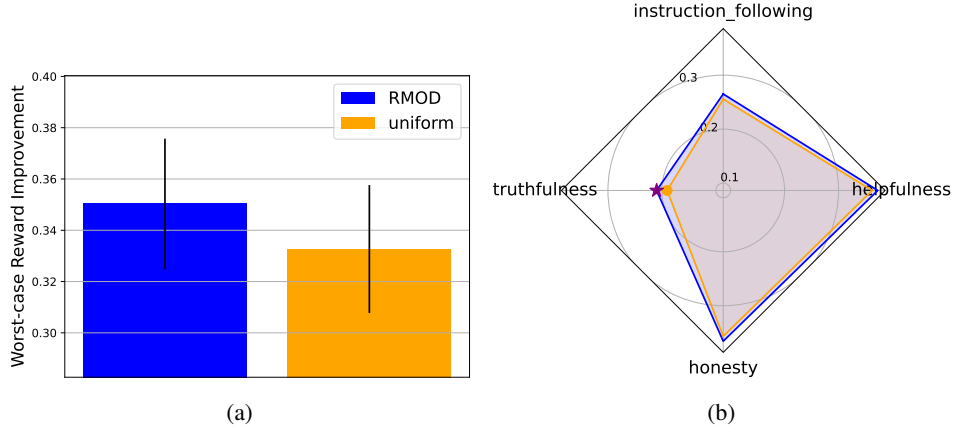 instruction_following
0.40
0.38
0.36
0.34
0.32
0.30
Worst-case Reward Improvement
RMOD
uniform
0.3
0.2
0.1
truthfulness
helpfulness
honesty
(a)
(b)